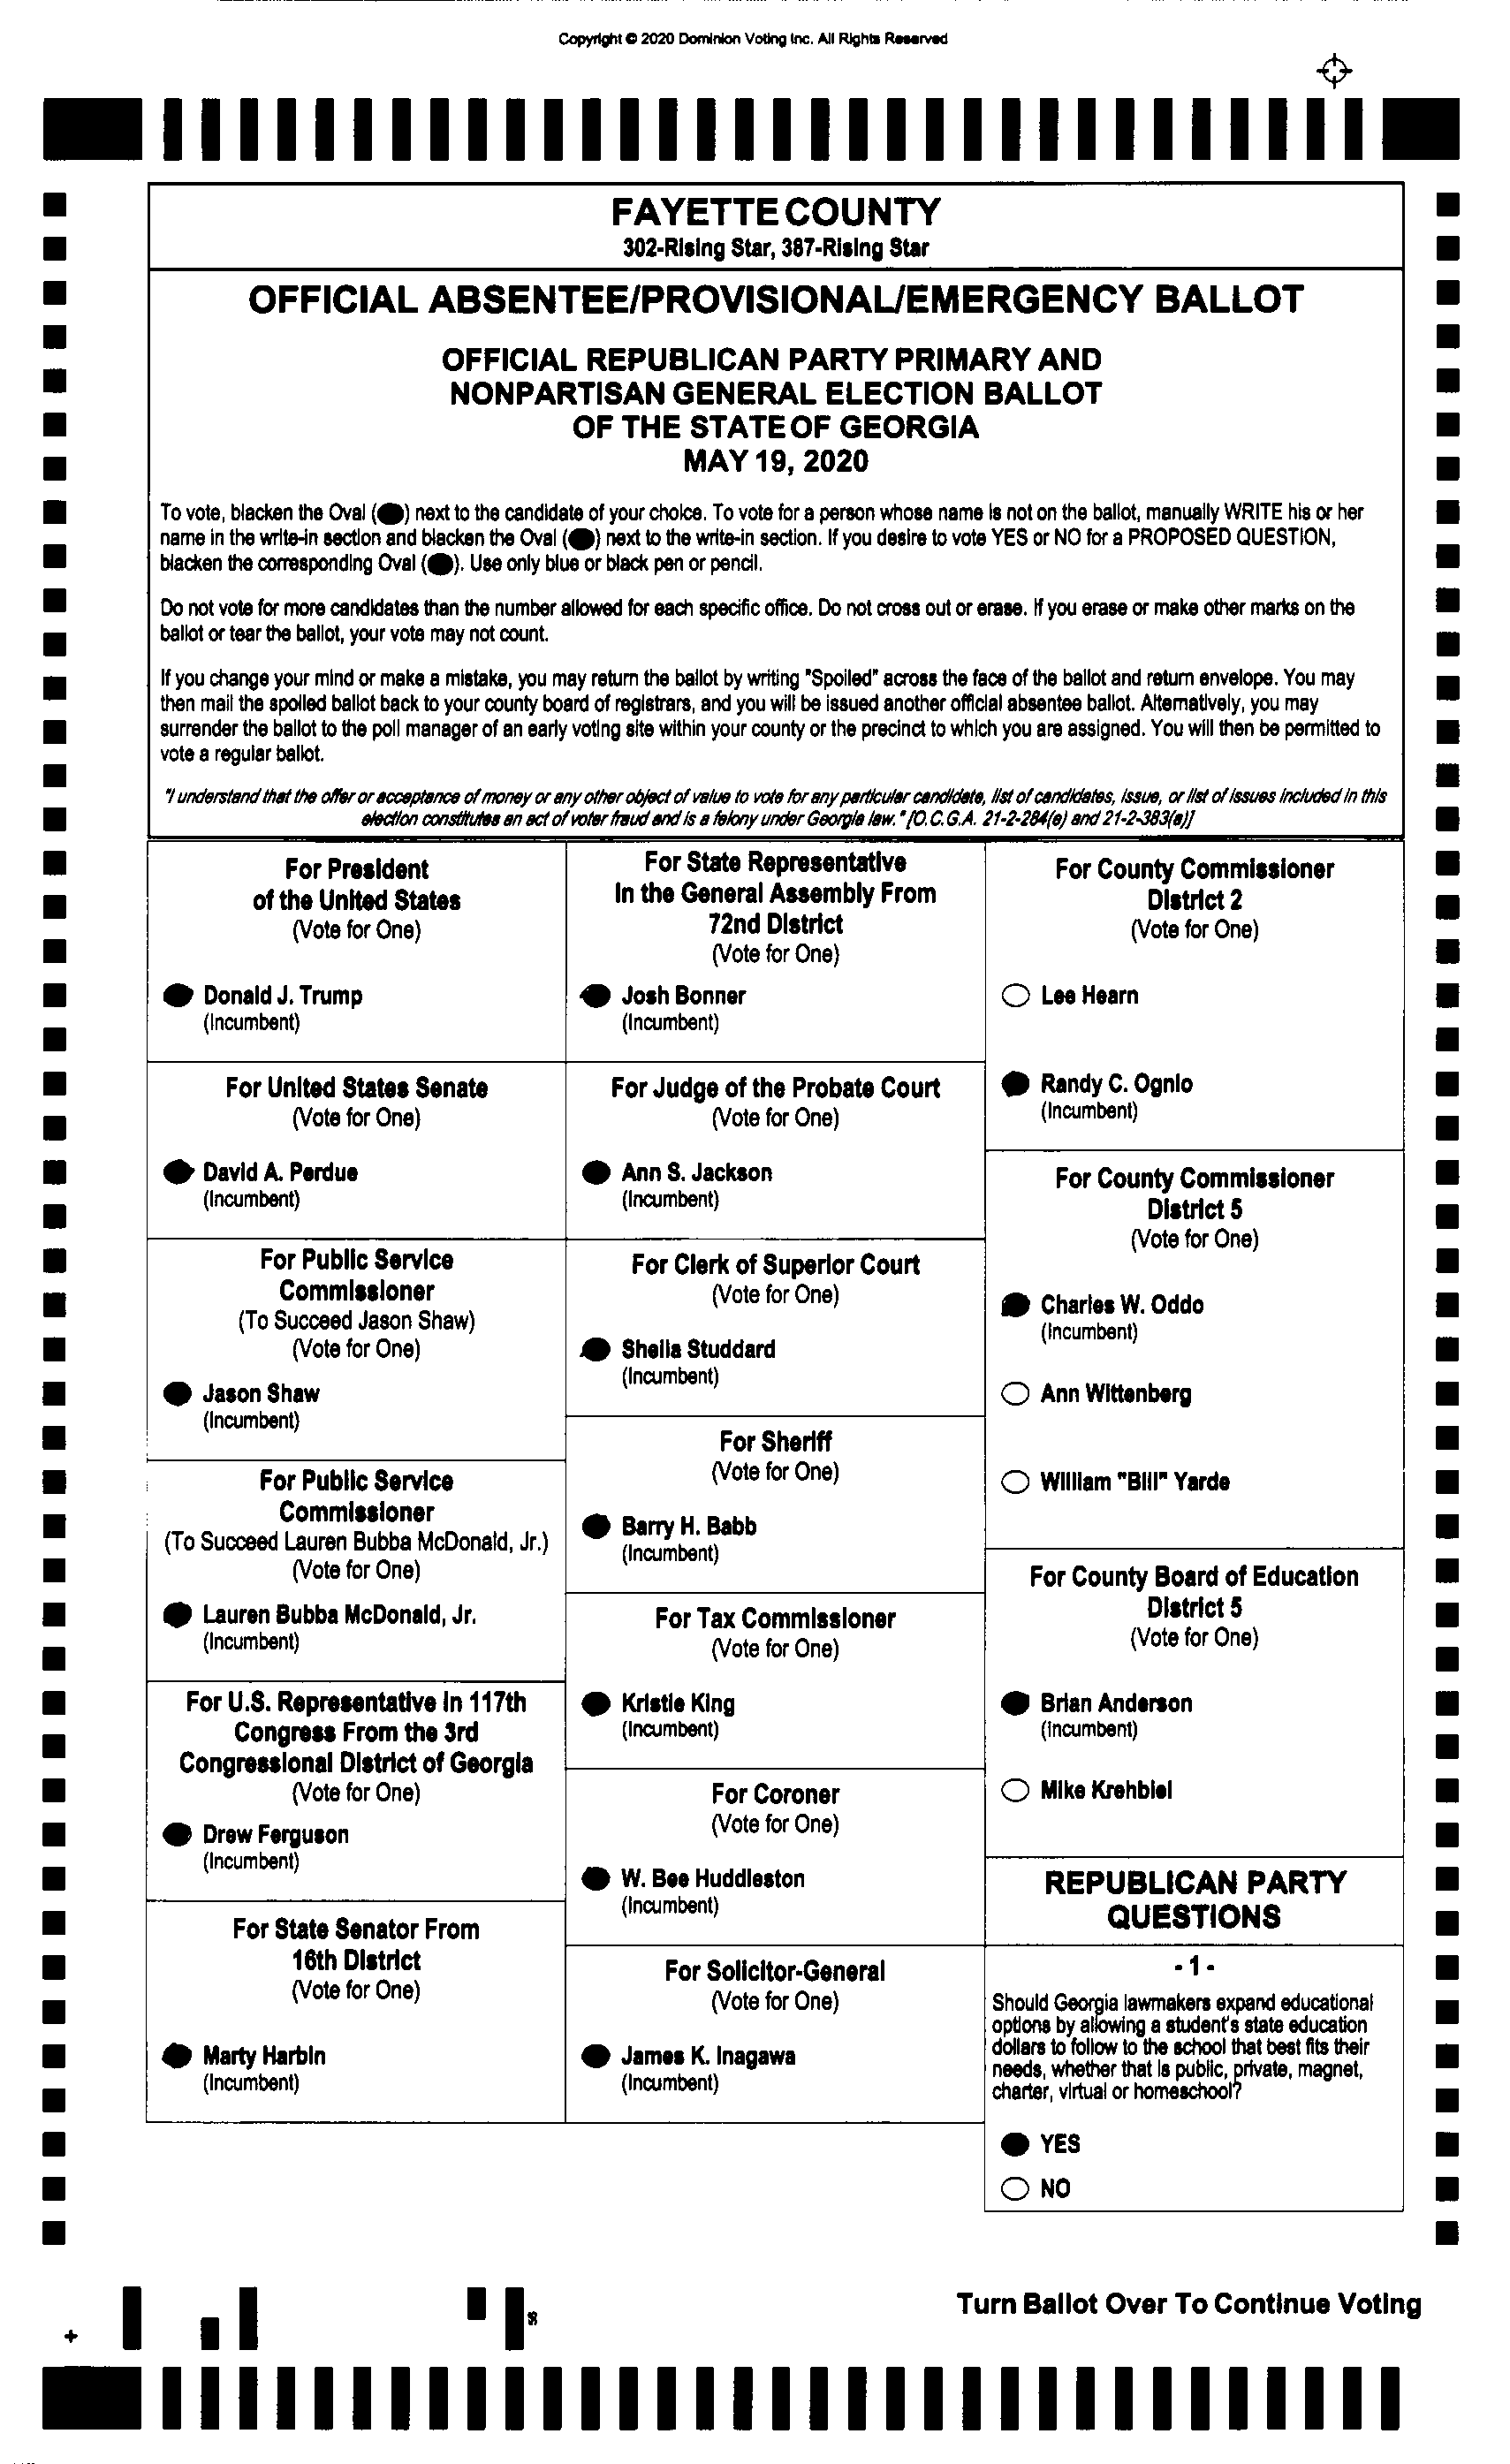 Copyright © 2020 Dominion Voting Inc. All Rights Reserved
FAYETTE COUNTY
302-Rising Star, 387-Rising Star
OFFICIAL ABSENTEE/PROVISIONAL/EMERGENCY BALLOT
OFFICIAL REPUBLICAN PARTY PRIMARY AND
NONPARTISAN GENERAL ELECTION BALLOT
OF THE STATE OF GEORGIA
MAY 19, 2020
To vote, blacken the Oval () next to the candidate of your choice. To vote for a person whose name is not on the ballot, manually WRITE his or her
name in the write-in section and blacken the Oval () next to the write-in section. If you desire to vote YES or NO for a PROPOSED QUESTION,
blacken the corresponding Oval (). Use only blue or black pen or pencil.
Do not vote for more candidates than the number allowed for each specific office. Do not cross out or erase. If you erase or make other marks on the
ballot or tear the ballot, your vote may not count.
If you change your mind or make a mistake, you may return the ballot by writing "Spoiled" across the face of the ballot and return envelope. You may
then mail the spoiled ballot back to your county board of registrars, and you will be issued another official absentee ballot. Alternatively, you may
surrender the ballot to the poll manager of an early voting site within your county or the precinct to which you are assigned. You will then be permitted to
vote a regular ballot.
"I understand that the offer or acceptance of money or any other object of value to vote for any particular candidate, list of candidates, issue, or list of issues included in this
election constitutes an act of voter fraud and is a felony under Georgia law." [O.C.G.A. 21-2-284(e) and 21-2-383(a)]
For President
of the United States
(Vote for One)
Donald J. Trump
(Incumbent)
For United States Senate
(Vote for One)
David A. Perdue
(Incumbent)
For Public Service
Commissioner
(To Succeed Jason Shaw)
(Vote for One)
Jason Shaw
(Incumbent)
For Public Service
Commissioner
(To Succeed Lauren Bubba McDonald, Jr.)
(Vote for One)
Lauren Bubba McDonald, Jr.
(Incumbent)
For U.S. Representative in 117th
Congress From the 3rd
Congressional District of Georgia
(Vote for One)
Drew Ferguson
(Incumbent)
For State Senator From
16th District
(Vote for One)
Marty Harbin
(Incumbent)
For State Representative
In the General Assembly From
72nd District
(Vote for One)
Josh Bonner
(Incumbent)
For Judge of the Probate Court
(Vote for One)
Ann S. Jackson
(Incumbent)
For Clerk of Superior Court
(Vote for One)
Sheila Studdard
(Incumbent)
For Sheriff
(Vote for One)
Barry H. Babb
(Incumbent)
For Tax Commissioner
(Vote for One)
Kristie King
(Incumbent)
For Coroner
(Vote for One)
W. Bee Huddleston
(Incumbent)
For Solicitor-General
(Vote for One)
James K. Inagawa
(Incumbent)
For County Commissioner
District 2
(Vote for One)
Lee Hearn
Randy C. Ognio
(Incumbent)
For County Commissioner
District 5
(Vote for One)
Charles W. Oddo
(Incumbent)
Ann Wittenberg
William "Bill" Yarde
For County Board of Education
District 5
(Vote for One)
Brian Anderson
(Incumbent)
Mike Krehbiel
REPUBLICAN PARTY
QUESTIONS
- 1 -
Should Georgia lawmakers expand educational
options by allowing a student's state education
dollars to follow to the school that best fits their
needs, whether that is public, private, magnet,
charter, virtual or homeschool?
YES
NO
Turn Ballot Over To Continue Voting